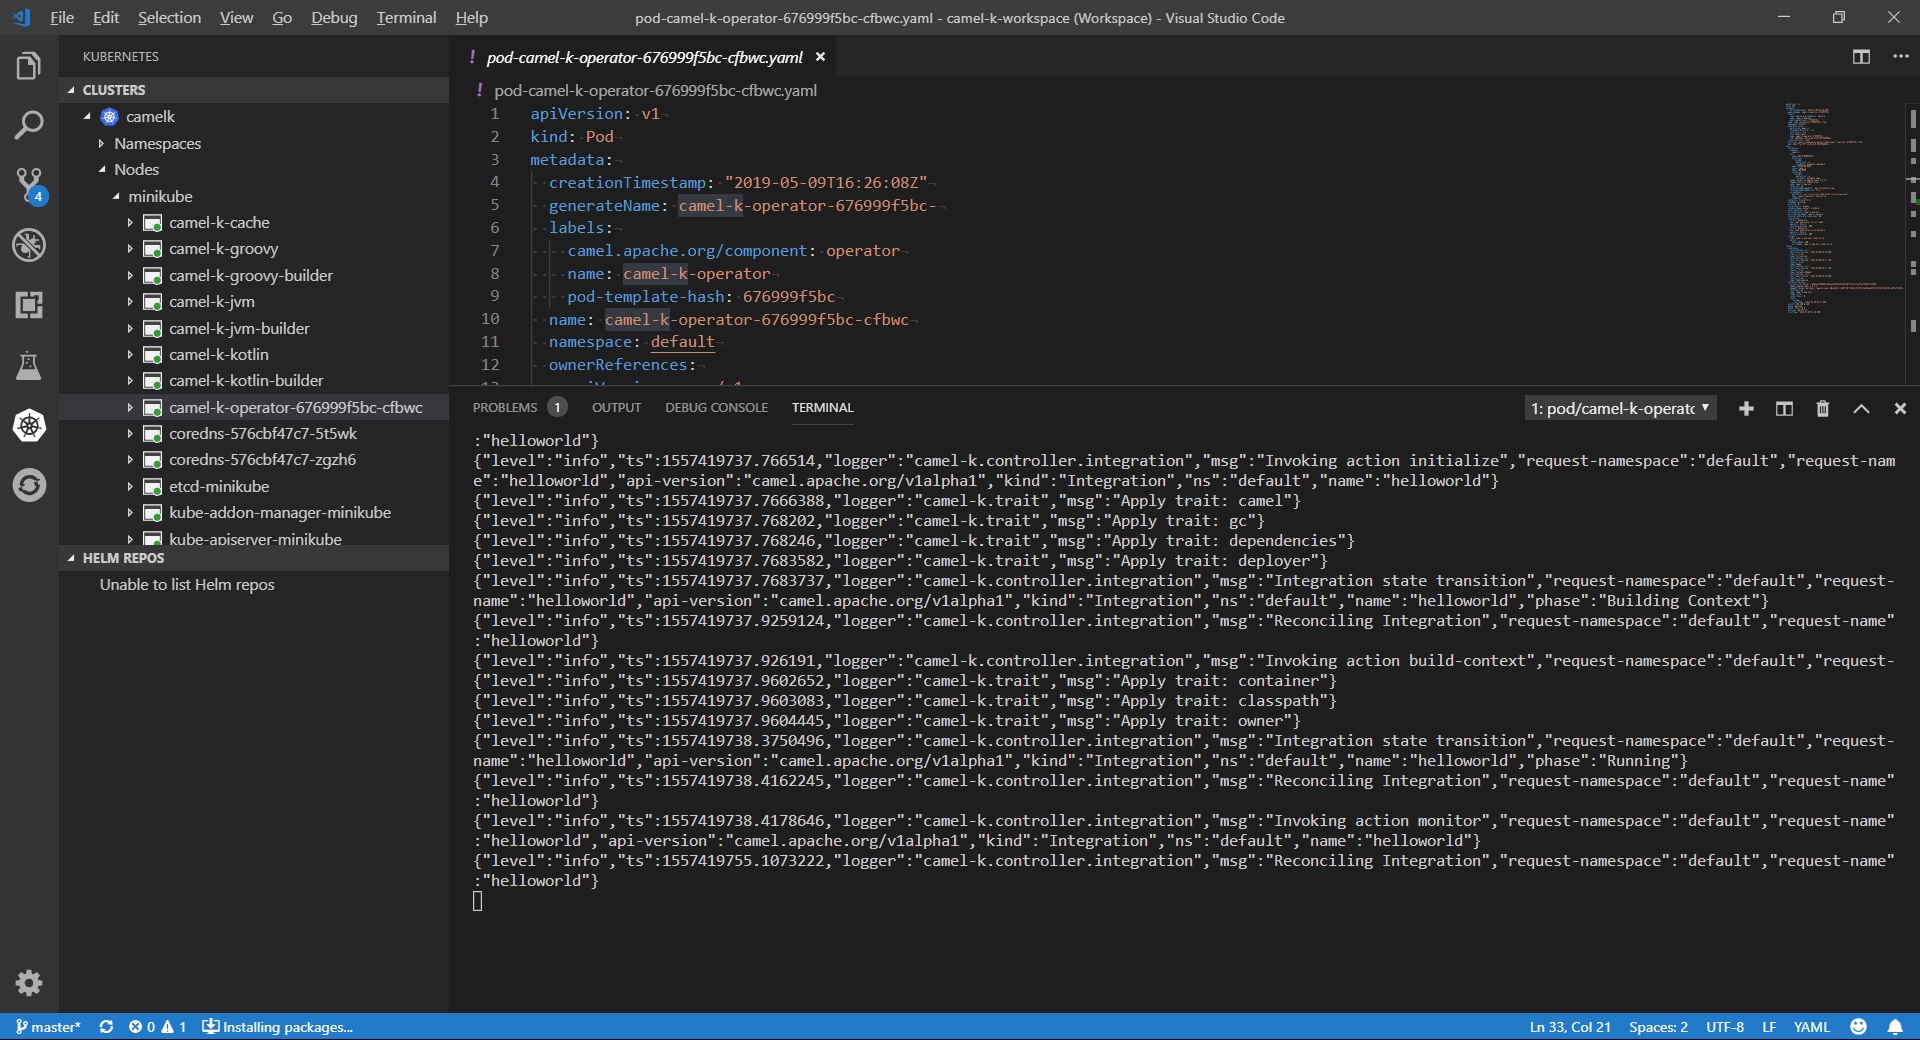 File Edit Selection View Go Debug Terminal Help
pod-camel-k-operator-676999f5bc-cfbwc.yaml - camel-k-workspace (Workspace) - Visual Studio Code
KUBERNETES
CLUSTERS
camelk
Namespaces
Nodes
minikube
camel-k-cache
camel-k-groovy
camel-k-groovy-builder
camel-k-jvm
camel-k-jvm-builder
camel-k-kotlin
camel-k-kotlin-builder
camel-k-operator-676999f5bc-cfbwc
coredns-576cbf47c7-5t5wk
coredns-576cbf47c7-zgzh6
etcd-minikube
kube-addon-manager-minikube
kube-apiserver-minikube
HELM REPOS
Unable to list Helm repos
4
! pod-camel-k-operator-676999f5bc-cfbwc.yaml
! pod-camel-k-operator-676999f5bc-cfbwc.yaml
1 apiVersion: v1
2 kind: Pod
3 metadata:
4 creationTimestamp: "2019-05-09T16:26:08Z"
5 generateName: camel-k-operator-676999f5bc-
6 labels:
7 camel.apache.org/component: operator
8 name: camel-k-operator
9 pod-template-hash: 676999f5bc
10 name: camel-k-operator-676999f5bc-cfbwc
11 namespace: default
12 ownerReferences:
PROBLEMS 1 OUTPUT DEBUG CONSOLE TERMINAL 1: pod/camel-k-operatc
:"helloworld"}
{"level":"info","ts":1557419737.766514,"logger":"camel-k.controller.integration","msg":"Invoking action initialize","request-namespace":"default","request-nam
e":"helloworld","api-version":"camel.apache.org/v1alpha1","kind":"Integration","ns":"default","name":"helloworld"}
{"level":"info","ts":1557419737.7666388,"logger":"camel-k.trait","msg":"Apply trait: camel"}
{"level":"info","ts":1557419737.768202,"logger":"camel-k.trait","msg":"Apply trait: gc"}
{"level":"info","ts":1557419737.768246,"logger":"camel-k.trait","msg":"Apply trait: dependencies"}
{"level":"info","ts":1557419737.7683582,"logger":"camel-k.trait","msg":"Apply trait: deployer"}
{"level":"info","ts":1557419737.7683737,"logger":"camel-k.controller.integration","msg":"Integration state transition","request-namespace":"default","request-
name":"helloworld","api-version":"camel.apache.org/v1alpha1","kind":"Integration","ns":"default","name":"helloworld","phase":"Building Context"}
{"level":"info","ts":1557419737.9259124,"logger":"camel-k.controller.integration","msg":"Reconciling Integration","request-namespace":"default","request-name"
:"helloworld"}
{"level":"info","ts":1557419737.926191,"logger":"camel-k.controller.integration","msg":"Invoking action build-context","request-namespace":"default","request-
{"level":"info","ts":1557419737.9602652,"logger":"camel-k.trait","msg":"Apply trait: container"}
{"level":"info","ts":1557419737.9603083,"logger":"camel-k.trait","msg":"Apply trait: classpath"}
{"level":"info","ts":1557419737.9604445,"logger":"camel-k.trait","msg":"Apply trait: owner"}
{"level":"info","ts":1557419738.3750496,"logger":"camel-k.controller.integration","msg":"Integration state transition","request-namespace":"default","request-
name":"helloworld","api-version":"camel.apache.org/v1alpha1","kind":"Integration","ns":"default","name":"helloworld","phase":"Running"}
{"level":"info","ts":1557419738.4162245,"logger":"camel-k.controller.integration","msg":"Reconciling Integration","request-namespace":"default","request-name"
:"helloworld"}
{"level":"info","ts":1557419738.4178646,"logger":"camel-k.controller.integration","msg":"Invoking action monitor","request-namespace":"default","request-name"
:"helloworld","api-version":"camel.apache.org/v1alpha1","kind":"Integration","ns":"default","name":"helloworld"}
{"level":"info","ts":1557419755.1073222,"logger":"camel-k.controller.integration","msg":"Reconciling Integration","request-namespace":"default","request-name"
:"helloworld"}
master* 0 1 Installing packages... Ln 33, Col 21 Spaces: 2 UTF-8 LF YAML